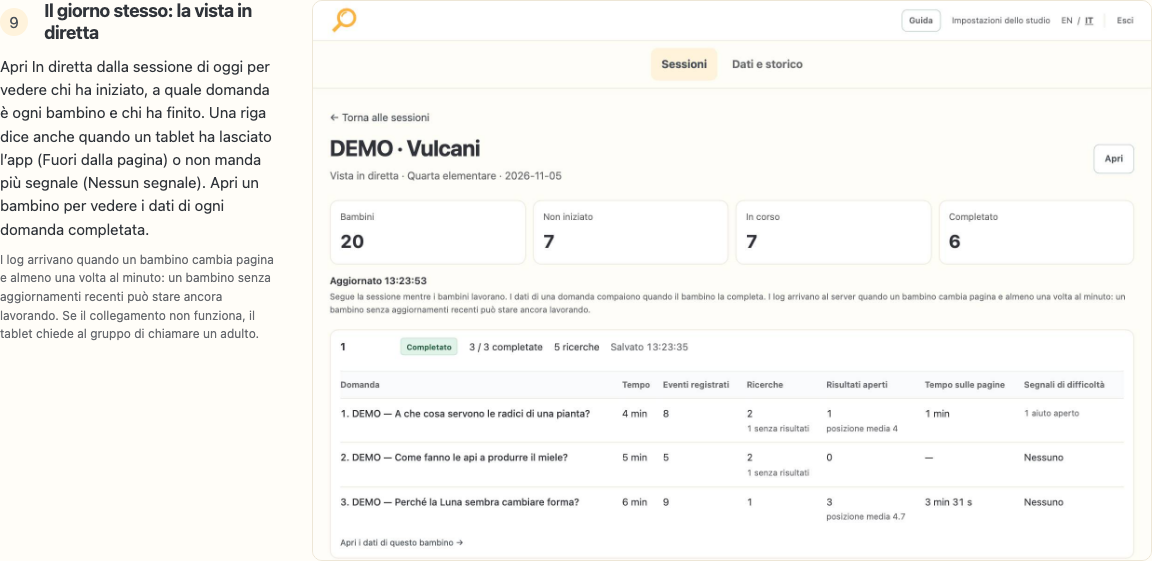 9
Il giorno stesso: la vista in
diretta
Apri In diretta dalla sessione di oggi per
vedere chi ha iniziato, a quale domanda
è ogni bambino e chi ha finito. Una riga
dice anche quando un tablet ha lasciato
l'app (Fuori dalla pagina) o non manda
più segnale (Nessun segnale). Apri un
bambino per vedere i dati di ogni
domanda completata.
I log arrivano quando un bambino cambia pagina
e almeno una volta al minuto: un bambino senza
aggiornamenti recenti può stare ancora
lavorando. Se il collegamento non funziona, il
tablet chiede al gruppo di chiamare un adulto.
Guida Impostazioni dello studio EN / IT Esci
Sessioni Dati e storico
← Torna alle sessioni
DEMO · Vulcani
Apri
Vista in diretta · Quarta elementare · 2026-11-05
Bambini Non iniziato In corso Completato
20 7 7 6
Aggiornato 13:23:53
Segue la sessione mentre i bambini lavorano. I dati di una domanda compaiono quando il bambino la completa. I log arrivano al server quando un bambino cambia pagina e almeno una volta al minuto: un
bambino senza aggiornamenti recenti può stare ancora lavorando.
1 Completato 3 / 3 completate 5 ricerche Salvato 13:23:35
Domanda Tempo Eventi registrati Ricerche Risultati aperti Tempo sulle pagine Segnali di difficoltà
1. DEMO — A che cosa servono le radici di una pianta? 4 min 8 2 1 1 min 1 aiuto aperto
1 senza risultati posizione media 4
2. DEMO — Come fanno le api a produrre il miele? 5 min 5 2 0 — Nessuno
1 senza risultati
3. DEMO — Perché la Luna sembra cambiare forma? 6 min 9 1 3 3 min 31 s Nessuno
posizione media 4.7
Apri i dati di questo bambino →